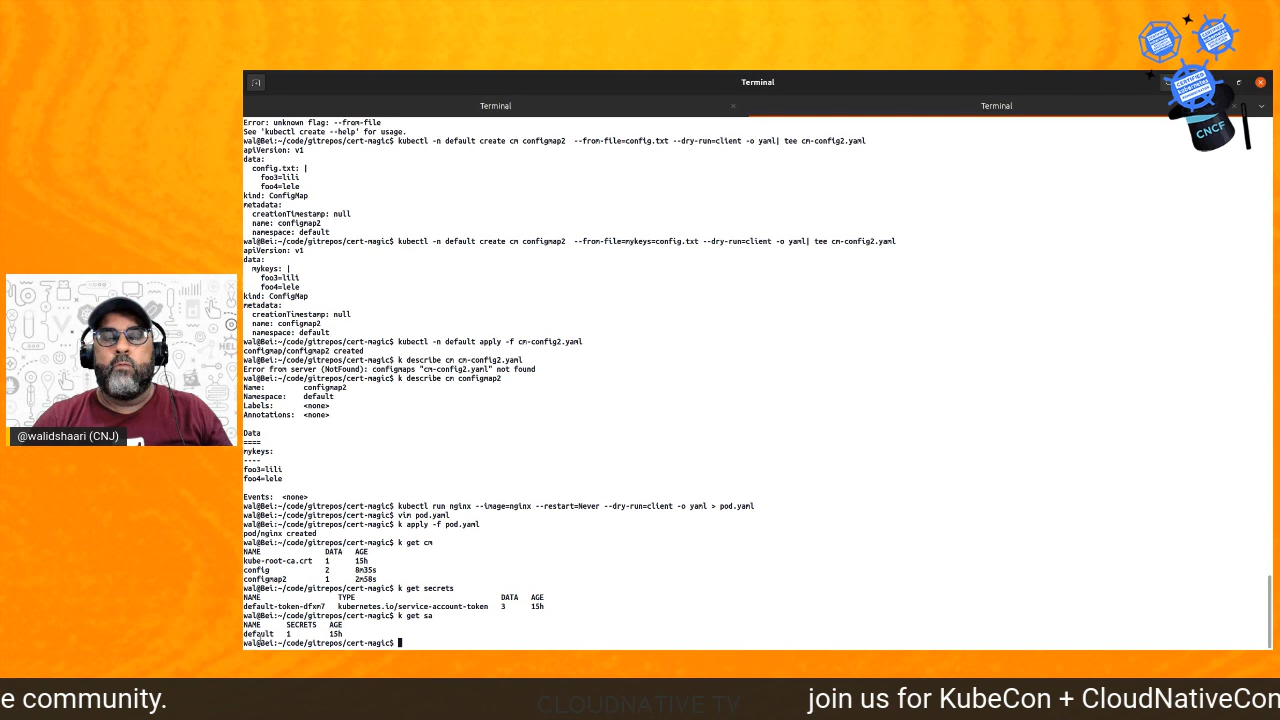 Terminal
Terminal
Terminal
Error: unknown flag: --from-file
See 'kubectl create --help' for usage.
wal@Bei:~/code/gitrepos/cert-magic$ kubectl -n default create cm configmap2  --from-file=config.txt --dry-run=client -o yaml| tee cm-config2.yaml
apiVersion: v1
data:
  config.txt: |
    foo3=lili
    foo4=lele
kind: ConfigMap
metadata:
  creationTimestamp: null
  name: configmap2
  namespace: default
wal@Bei:~/code/gitrepos/cert-magic$ kubectl -n default create cm configmap2  --from-file=mykeys=config.txt --dry-run=client -o yaml| tee cm-config2.yaml
apiVersion: v1
data:
  mykeys: |
    foo3=lili
    foo4=lele
kind: ConfigMap
metadata:
  creationTimestamp: null
  name: configmap2
  namespace: default
wal@Bei:~/code/gitrepos/cert-magic$ kubectl -n default apply -f cm-config2.yaml
configmap/configmap2 created
wal@Bei:~/code/gitrepos/cert-magic$ k describe cm cm-config2.yaml
Error from server (NotFound): configmaps "cm-config2.yaml" not found
wal@Bei:~/code/gitrepos/cert-magic$ k describe cm configmap2
Name:         configmap2
Namespace:    default
Labels:       <none>
Annotations:  <none>
Data
====
mykeys:
----
foo3=lili
foo4=lele
Events:  <none>
wal@Bei:~/code/gitrepos/cert-magic$ kubectl run nginx --image=nginx --restart=Never --dry-run=client -o yaml > pod.yaml
wal@Bei:~/code/gitrepos/cert-magic$ vim pod.yaml
wal@Bei:~/code/gitrepos/cert-magic$ k apply -f pod.yaml
pod/nginx created
wal@Bei:~/code/gitrepos/cert-magic$ k get cm
NAME               DATA   AGE
kube-root-ca.crt   1      15h
config             2      8m35s
configmap2         1      2m58s
wal@Bei:~/code/gitrepos/cert-magic$ k get secrets
NAME                  TYPE                                  DATA   AGE
default-token-dfxm7   kubernetes.io/service-account-token   3      15h
wal@Bei:~/code/gitrepos/cert-magic$ k get sa
NAME      SECRETS   AGE
default   1         15h
wal@Bei:~/code/gitrepos/cert-magic$
CNCF
HELP
@walidshaari (CNJ)
e community.
CLOUDNATIVE TV
join us for KubeCon + CloudNativeCon